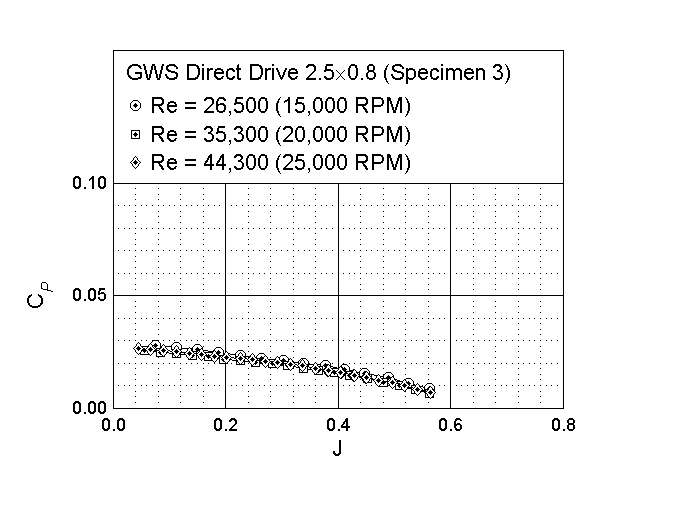 GWS Direct Drive 2.5×0.8 (Specimen 3)
Re = 26,500 (15,000 RPM)
Re = 35,300 (20,000 RPM)
Re = 44,300 (25,000 RPM)
0.10
0.05
0.00
C_P
0.0 0.2 0.4 0.6 0.8
J